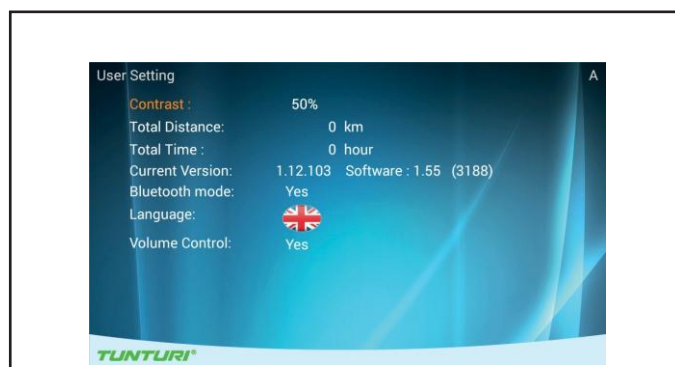 User Setting A
Contrast : 50%
Total Distance: 0 km
Total Time : 0 hour
Current Version: 1.12.103 Software : 1.55 (3188)
Bluetooth mode: Yes
Language:
Volume Control: Yes
TUNTURI®